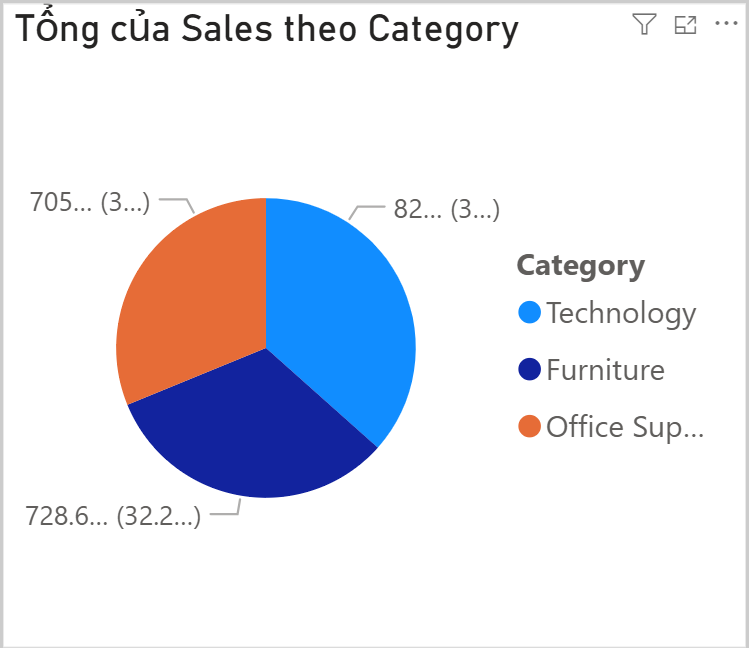 Tổng của Sales theo Category
705... (3...)
82... (3...)
Category
Technology
Furniture
Office Sup...
728.6... (32.2...)